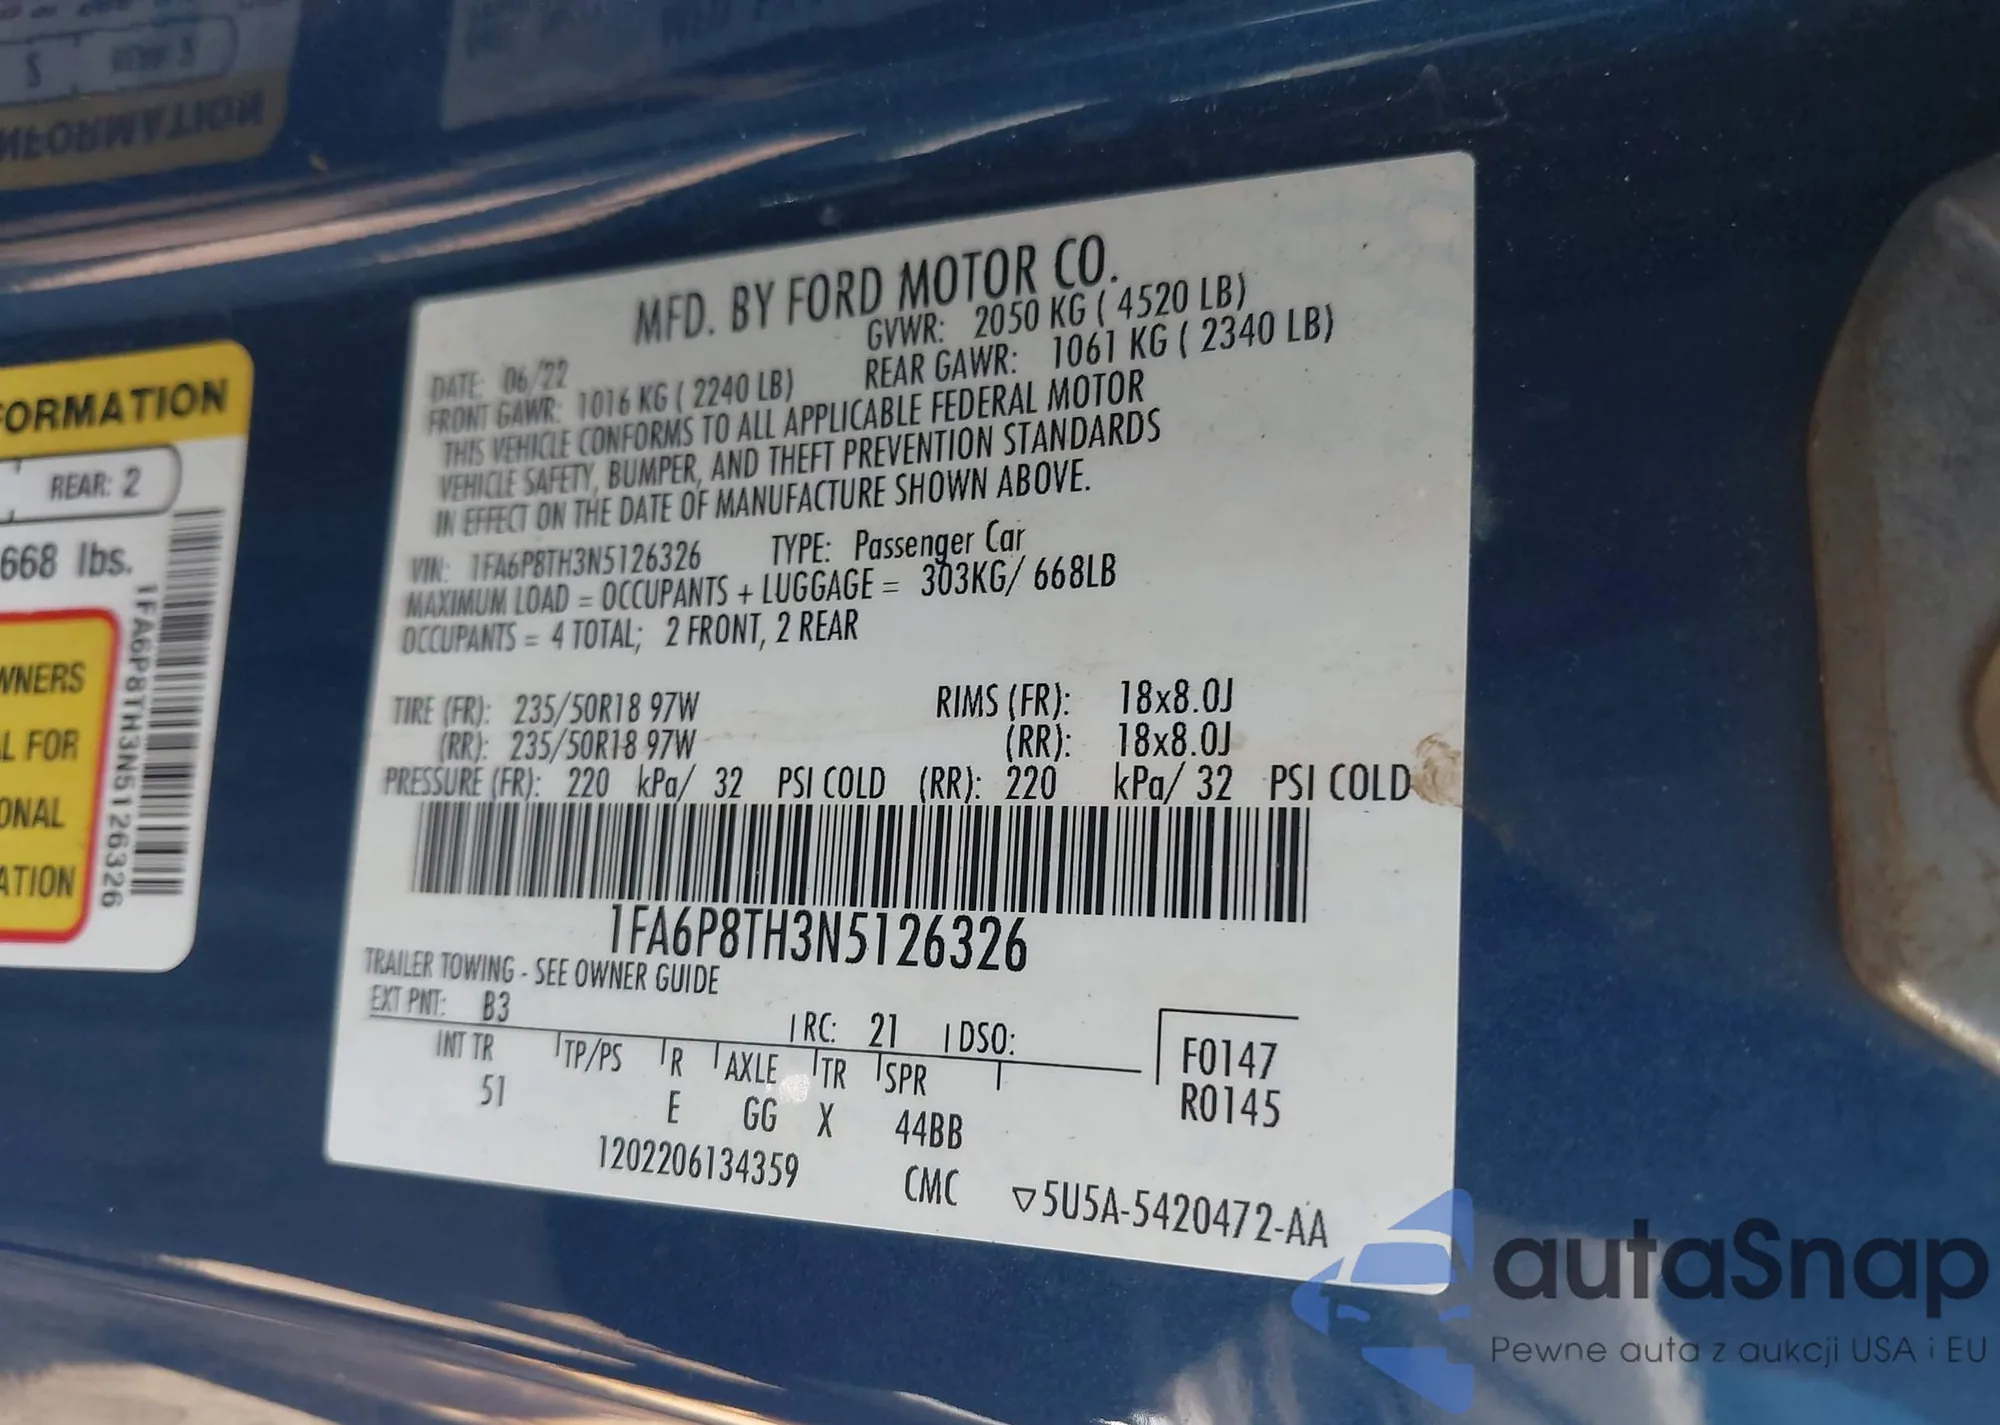 MFD. BY FORD MOTOR CO.
DATE: 06/22 GVWR: 2050 KG ( 4520 LB)
FRONT GAWR: 1016 KG ( 2240 LB) REAR GAWR: 1061 KG ( 2340 LB)
THIS VEHICLE CONFORMS TO ALL APPLICABLE FEDERAL MOTOR
VEHICLE SAFETY, BUMPER, AND THEFT PREVENTION STANDARDS
IN EFFECT ON THE DATE OF MANUFACTURE SHOWN ABOVE.
VIN: 1FA6P8TH3N5126326 TYPE: Passenger Car
MAXIMUM LOAD = OCCUPANTS + LUGGAGE = 303KG/ 668LB
OCCUPANTS = 4 TOTAL; 2 FRONT, 2 REAR
TIRE (FR): 235/50R18 97W RIMS (FR): 18x8.0J
(RR): 235/50R18 97W (RR): 18x8.0J
PRESSURE (FR): 220 kPa/ 32 PSI COLD (RR): 220 kPa/ 32 PSI COLD
1FA6P8TH3N5126326
TRAILER TOWING - SEE OWNER GUIDE
EXT PNT: B3 RC: 21 DSO:
INT TR TP/PS R AXLE TR SPR
51 E GG X 44BB
F0147
R0145
1202206134359 CMC ▽5U5A-5420472-AA
FORMATION
REAR: 2
668 lbs.
WNERS
L FOR
ONAL
ATION
1FA6P8TH3N5126326
autaSnap
Pewne auta z aukcji USA i EU